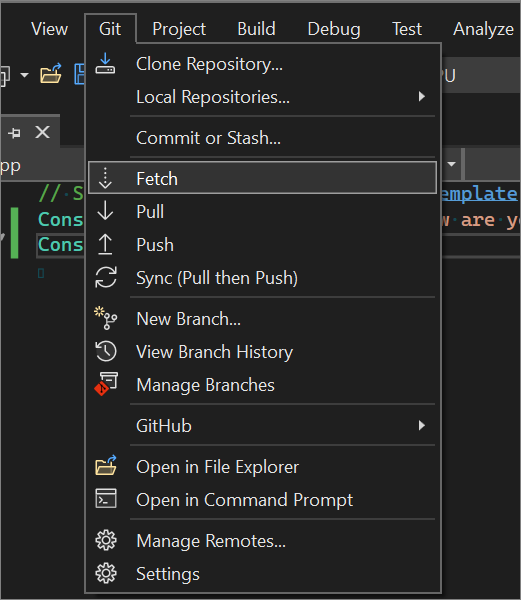 View Git Project Build Debug Test Analyze
Clone Repository...
Local Repositories...
Commit or Stash...
Fetch
Pull
Push
Sync (Pull then Push)
New Branch...
View Branch History
Manage Branches
GitHub
Open in File Explorer
Open in Command Prompt
Manage Remotes...
Settings
PU
pp
// S emplate
Cons w are y
Cons